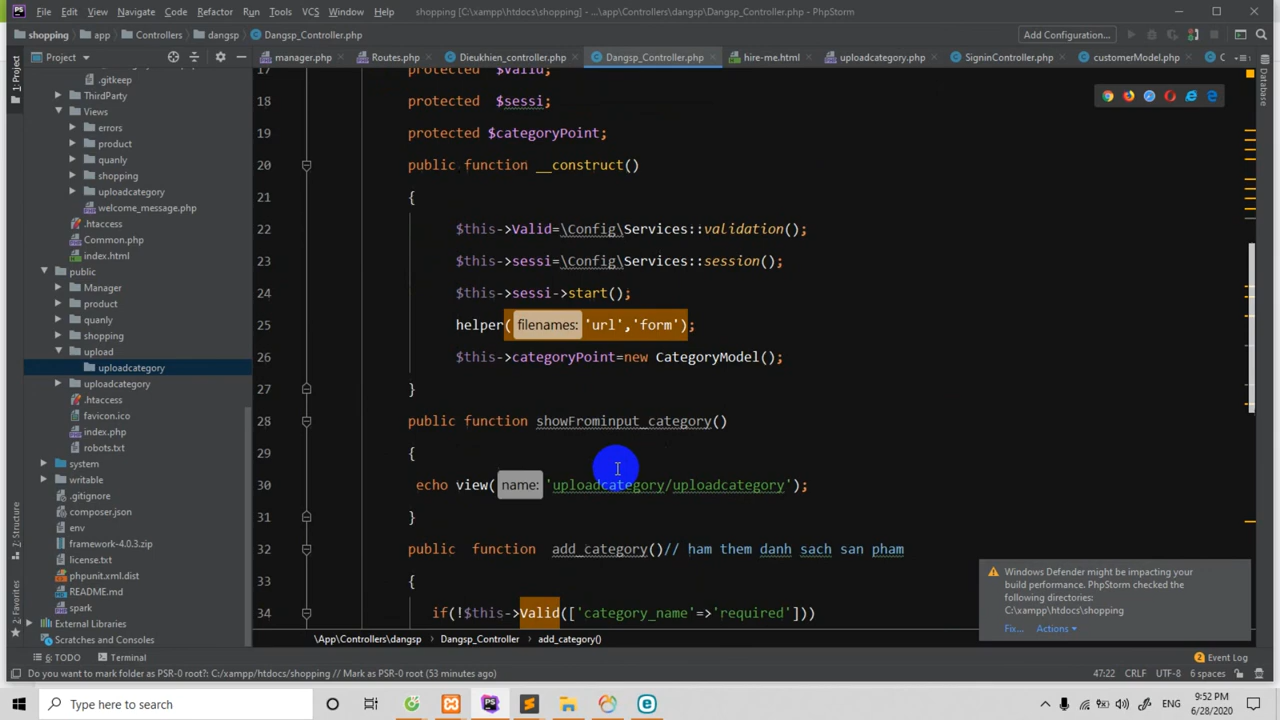 File Edit View Navigate Code Refactor Run Tools VCS Window Help shopping [C:\xampp\htdocs\shopping] - ...\app\Controllers\dangsp\Dangsp_Controller.php - PhpStorm
shopping app Controllers dangsp Dangsp_Controller.php Add Configuration...
Project manager.php Routes.php Dieukhien_controller.php Dangsp_Controller.php hire-me.html uploadcategory.php SigninController.php customerModel.php C
1: Project
Database
7: Structure
2: Favorites
.gitkeep
ThirdParty
Views
errors
product
quanly
shopping
uploadcategory
welcome_message.php
.htaccess
Common.php
index.html
public
Manager
product
quanly
shopping
upload
uploadcategory
uploadcategory
.htaccess
favicon.ico
index.php
robots.txt
system
writable
.gitignore
composer.json
env
framework-4.0.3.zip
license.txt
phpunit.xml.dist
README.md
spark
External Libraries
Scratches and Consoles
17 protected $Valid;
18 protected $sessi;
19 protected $categoryPoint;
20 public function __construct()
21 {
22 $this->Valid=\Config\Services::validation();
23 $this->sessi=\Config\Services::session();
24 $this->sessi->start();
25 helper( filenames: 'url','form');
26 $this->categoryPoint=new CategoryModel();
27 }
28 public function showFrominput_category()
29 {
30 echo view( name: 'uploadcategory/uploadcategory');
31 }
32 public function add_category()// ham them danh sach san pham
33 {
34 if(!$this->Valid(['category_name'=>'required']))
\App\Controllers\dangsp Dangsp_Controller add_category()
Windows Defender might be impacting your build performance. PhpStorm checked the following directories:
C:\xampp\htdocs\shopping
Fix... Actions
6: TODO Terminal Event Log
Do you want to mark folder as PSR-0 root?: C:/xampp/htdocs/shopping // Mark as PSR-0 root (53 minutes ago) 47:22 CRLF UTF-8 6 spaces
Type here to search ENG 9:52 PM
6/28/2020